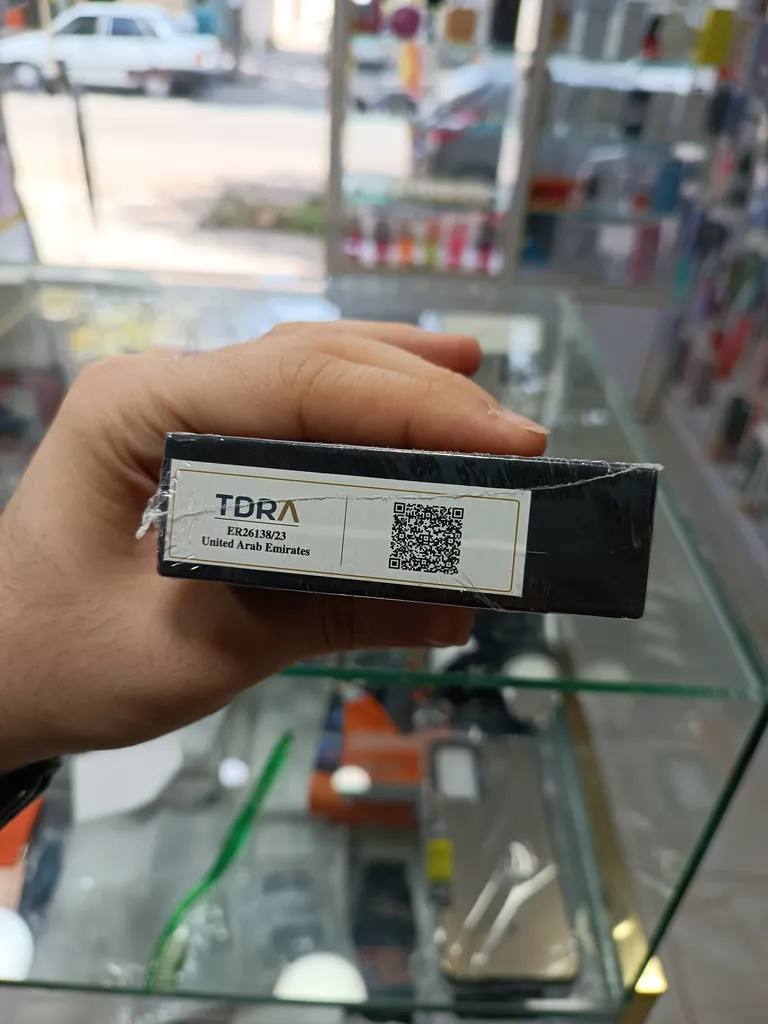 TDRA
ER26138/23
United Arab Emirates